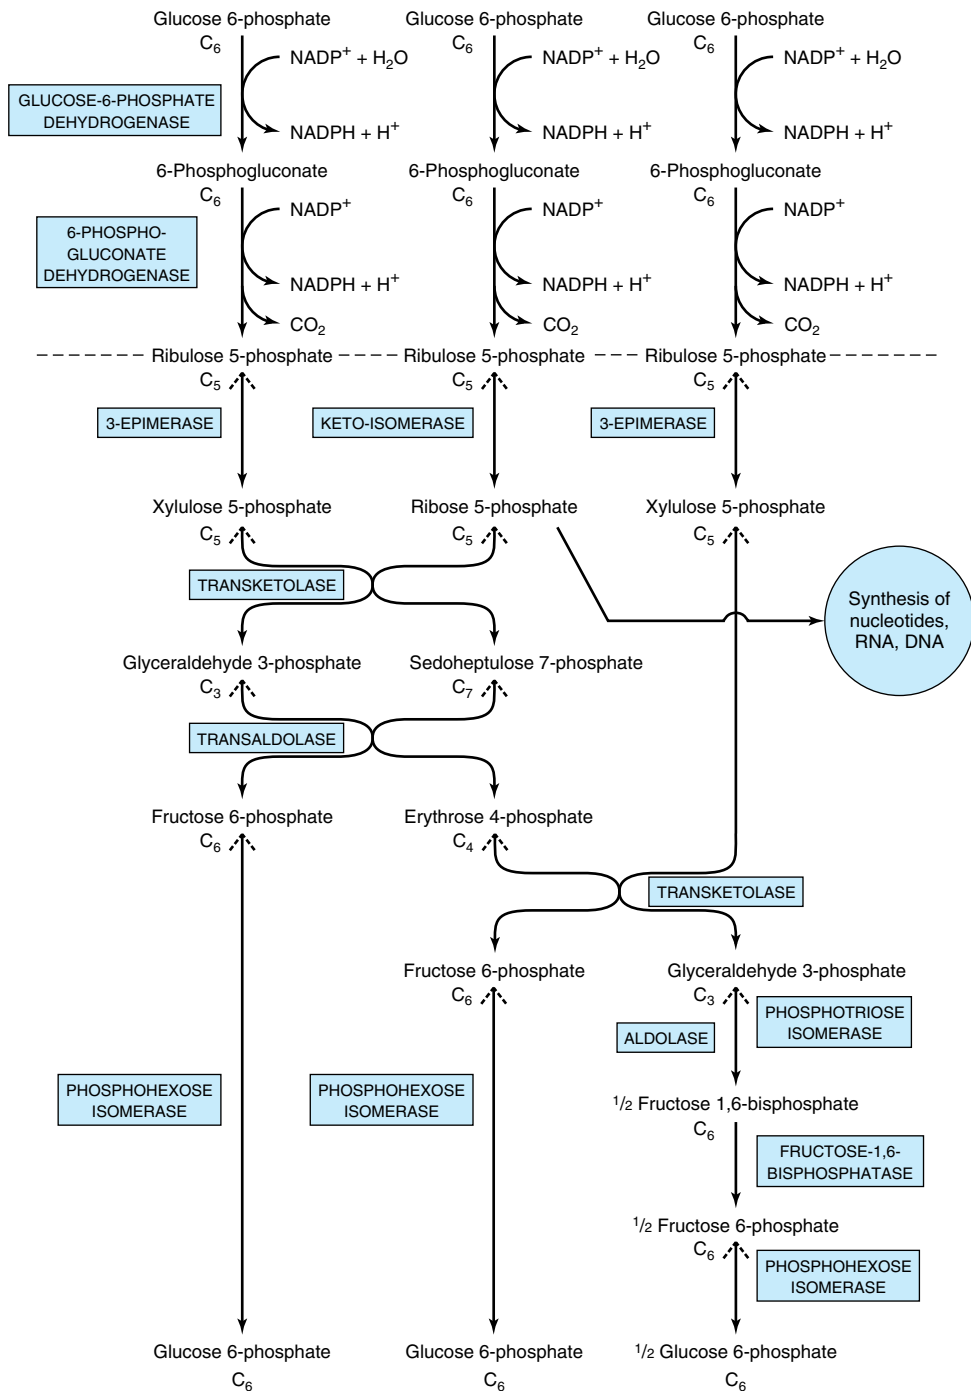 Glucose 6-phosphate Glucose 6-phosphate Glucose 6-phosphate
C6 C6 C6
NADP+ + H2O NADP+ + H2O NADP+ + H2O
GLUCOSE-6-PHOSPHATE
DEHYDROGENASE
NADPH + H+ NADPH + H+ NADPH + H+
6-Phosphogluconate 6-Phosphogluconate 6-Phosphogluconate
C6 C6 C6
NADP+ NADP+ NADP+
6-PHOSPHO-
GLUCONATE
DEHYDROGENASE
NADPH + H+ NADPH + H+ NADPH + H+
CO2 CO2 CO2
Ribulose 5-phosphate Ribulose 5-phosphate Ribulose 5-phosphate
C5 C5 C5
3-EPIMERASE KETO-ISOMERASE 3-EPIMERASE
Xylulose 5-phosphate Ribose 5-phosphate Xylulose 5-phosphate
C5 C5 C5
TRANSKETOLASE
Synthesis of
nucleotides,
RNA, DNA
Glyceraldehyde 3-phosphate Sedoheptulose 7-phosphate
C3 C7
TRANSALDOLASE
Fructose 6-phosphate Erythrose 4-phosphate
C6 C4
TRANSKETOLASE
Fructose 6-phosphate Glyceraldehyde 3-phosphate
C6 C3
PHOSPHOTRIOSE
ISOMERASE
ALDOLASE
PHOSPHOHEXOSE
ISOMERASE
PHOSPHOHEXOSE
ISOMERASE
1/2 Fructose 1,6-bisphosphate
C6
FRUCTOSE-1,6-
BISPHOSPHATASE
1/2 Fructose 6-phosphate
C6
PHOSPHOHEXOSE
ISOMERASE
Glucose 6-phosphate Glucose 6-phosphate 1/2 Glucose 6-phosphate
C6 C6 C6